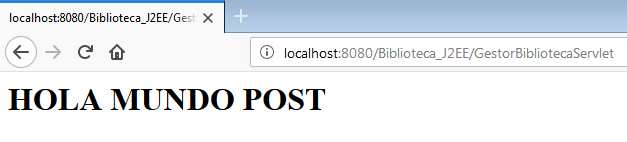 localhost:8080/Biblioteca_J2EE/Gest
localhost:8080/Biblioteca_J2EE/GestorBibliotecaServlet
HOLA MUNDO POST